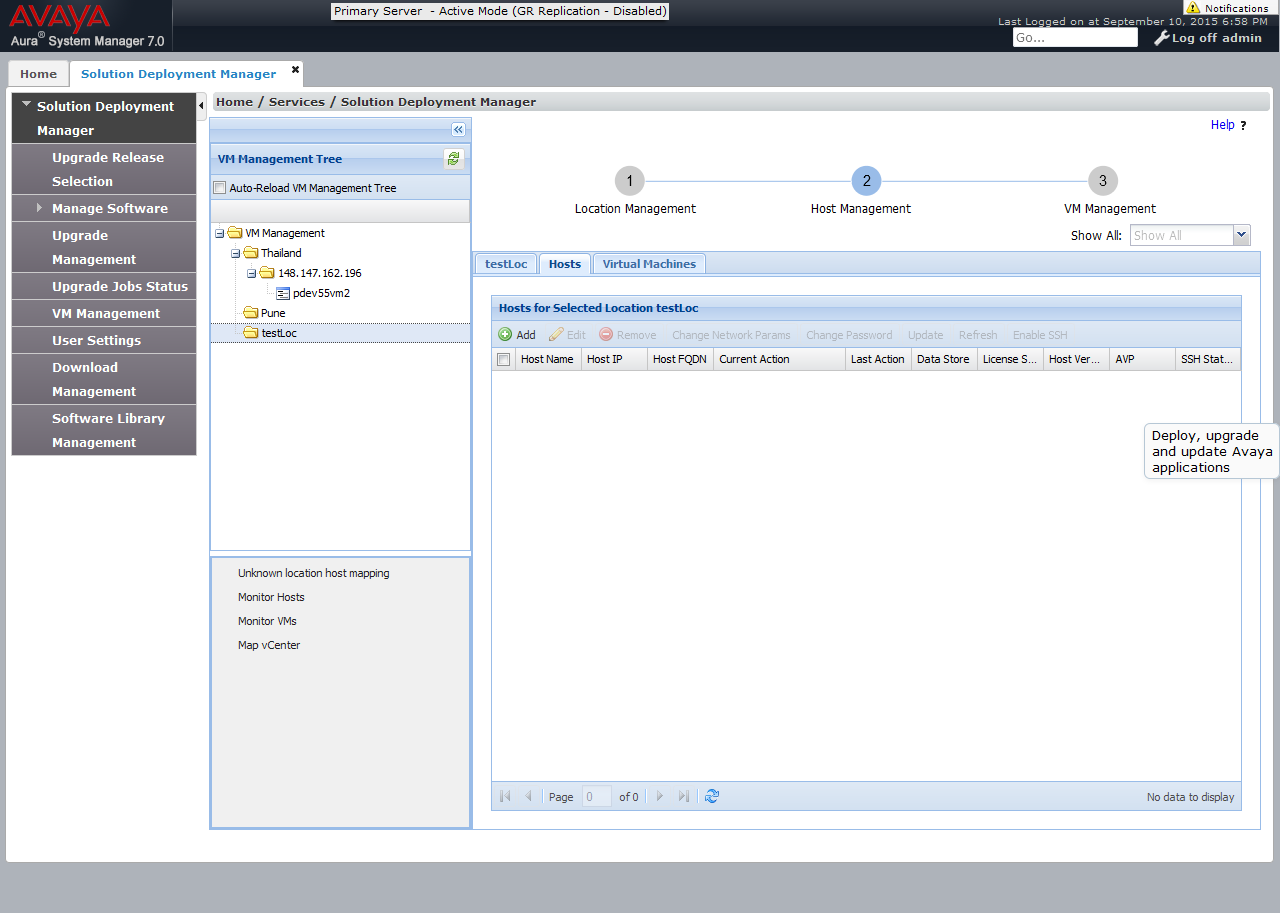 AVAYA
Aura® System Manager 7.0
Primary Server - Active Mode (GR Replication - Disabled)
Notifications
Last Logged on at September 10, 2015 6:58 PM
Go...
Log off admin
Home
Solution Deployment Manager
Solution Deployment
Manager
Upgrade Release
Selection
Manage Software
Upgrade
Management
Upgrade Jobs Status
VM Management
User Settings
Download
Management
Software Library
Management
Home / Services / Solution Deployment Manager
Help ?
VM Management Tree
Auto-Reload VM Management Tree
VM Management
Thailand
148.147.162.196
pdev55vm2
Pune
testLoc
Unknown location host mapping
Monitor Hosts
Monitor VMs
Map vCenter
1
2
3
Location Management
Host Management
VM Management
Show All: Show All
testLoc Hosts Virtual Machines
Hosts for Selected Location testLoc
Add Edit Remove Change Network Params Change Password Update Refresh Enable SSH
Host Name Host IP Host FQDN Current Action Last Action Data Store License S... Host Ver... AVP SSH Stat...
Deploy, upgrade
and update Avaya
applications
Page 0 of 0
No data to display